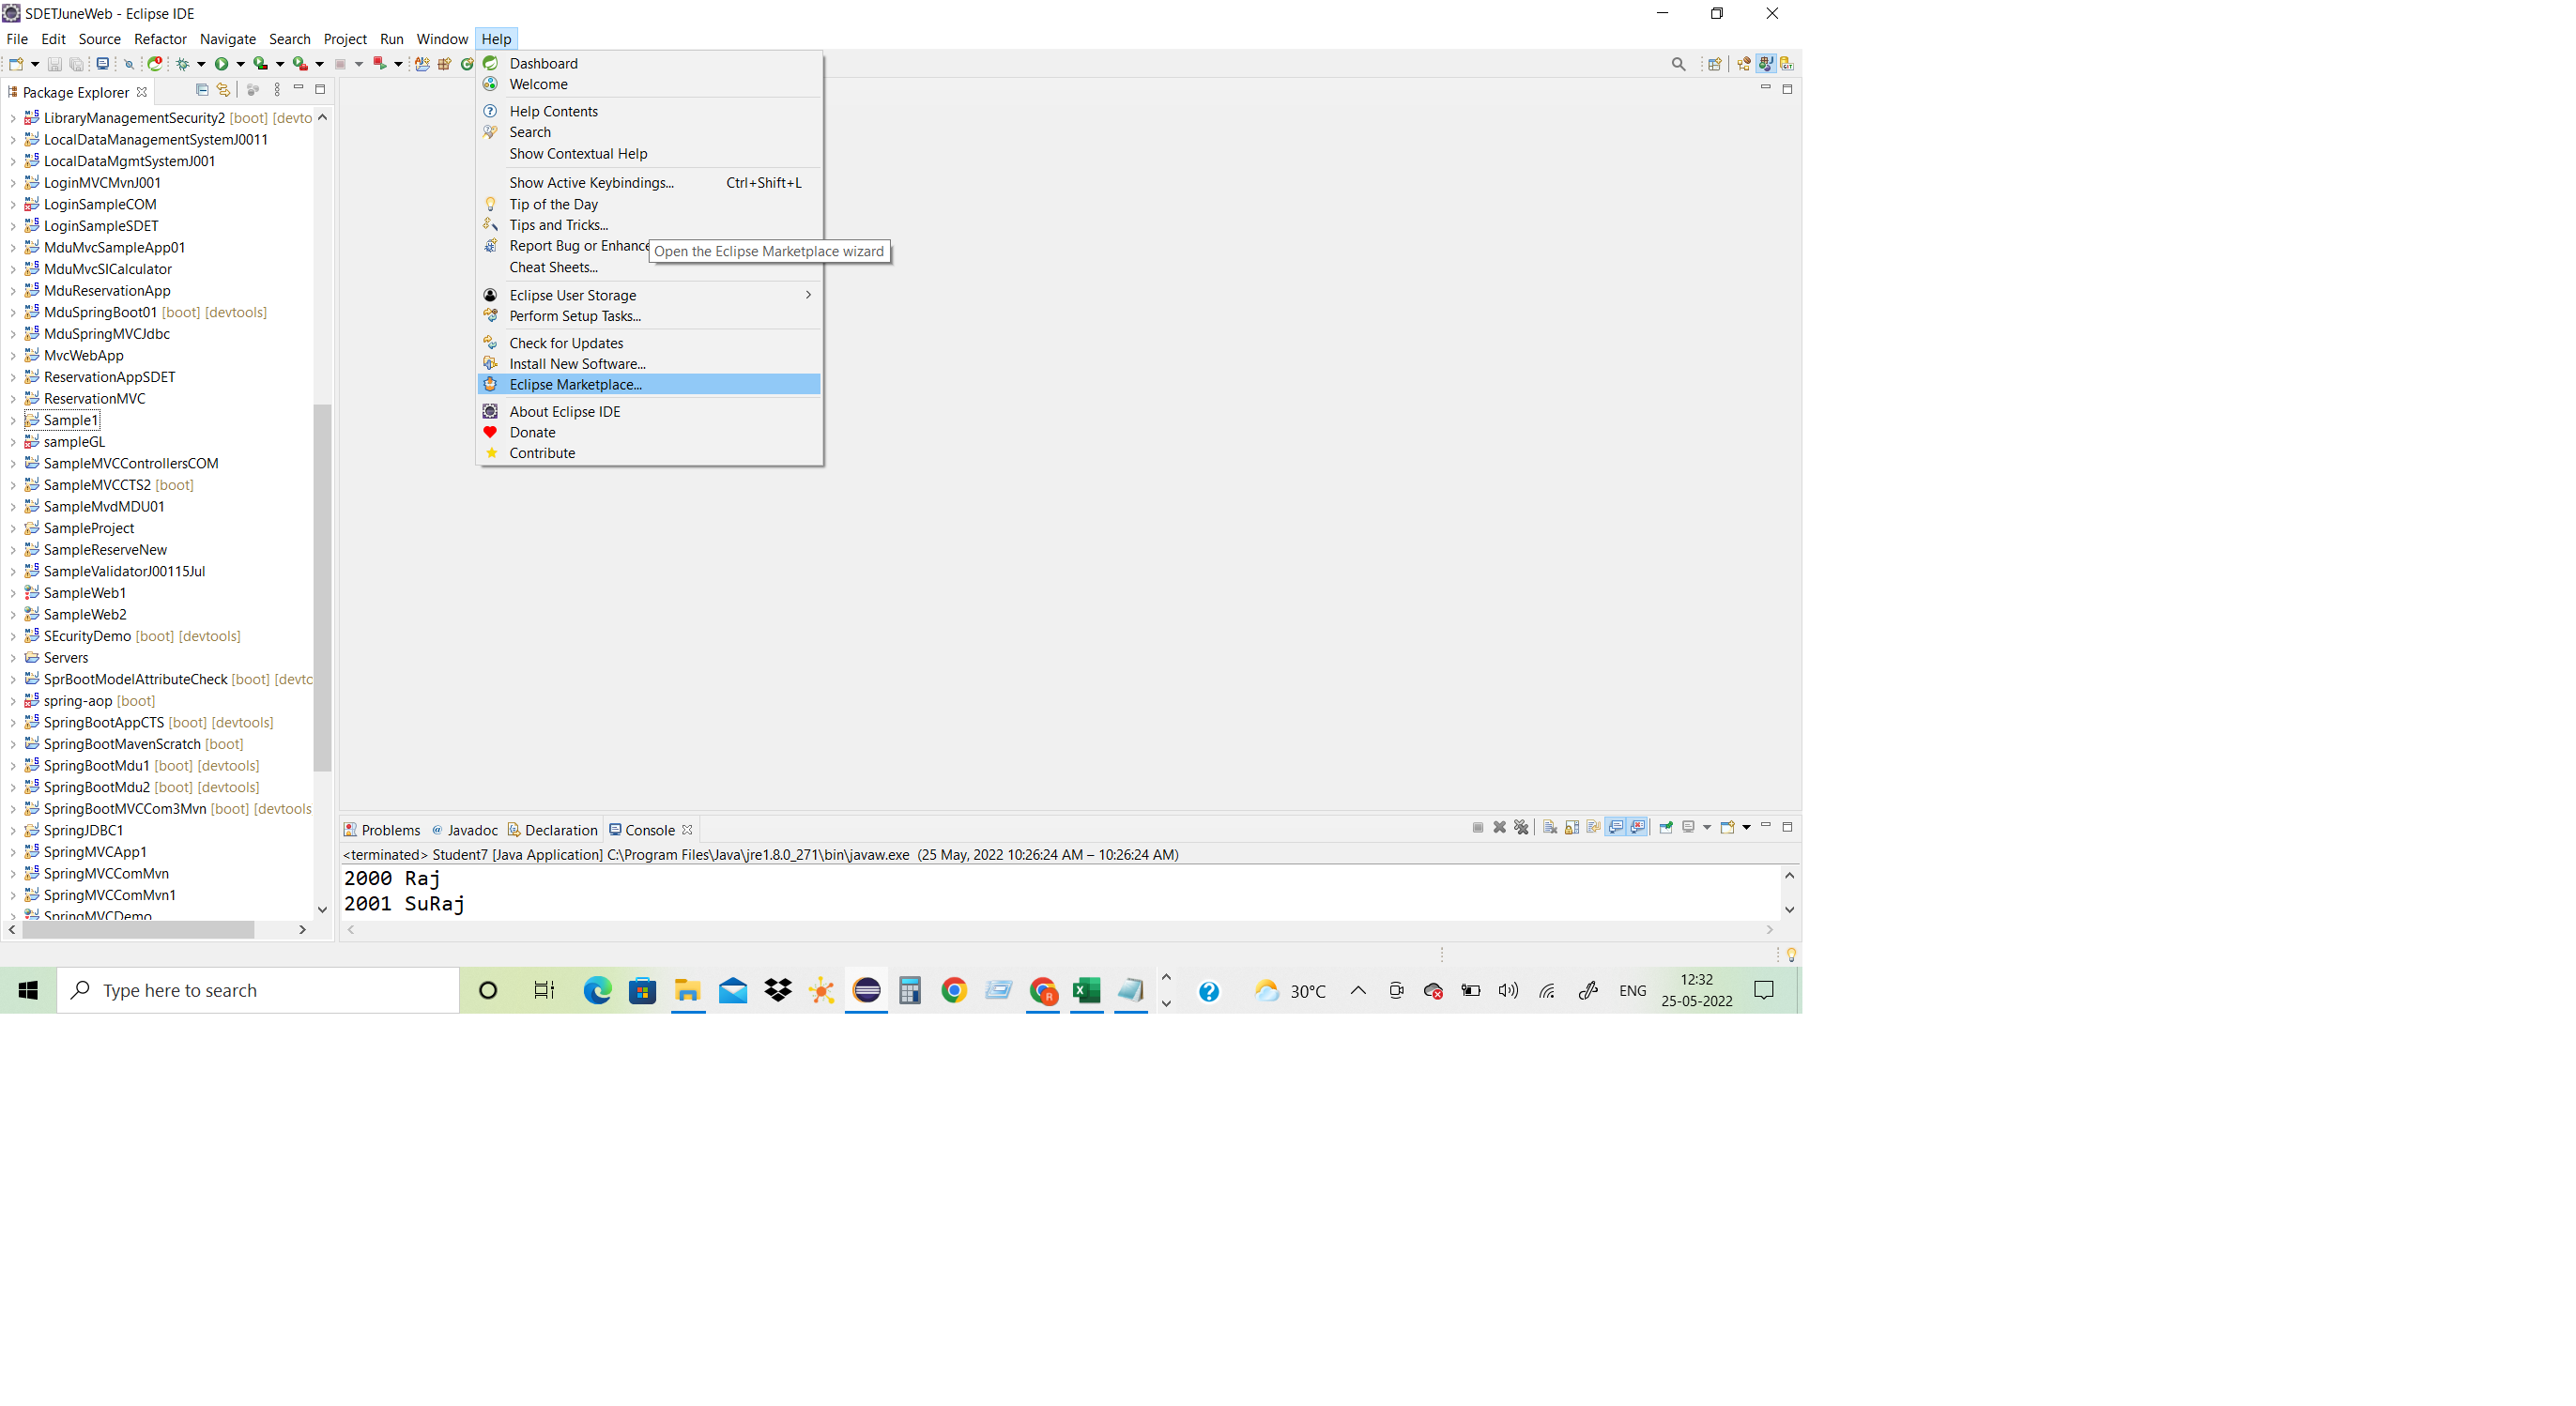 SDETJuneWeb - Eclipse IDE
File Edit Source Refactor Navigate Search Project Run Window Help
Package Explorer
LibraryManagementSecurity2 [boot] [devto
LocalDataManagementSystemJ0011
LocalDataMgmtSystemJ001
LoginMVCMvnJ001
LoginSampleCOM
LoginSampleSDET
MduMvcSampleApp01
MduMvcSICalculator
MduReservationApp
MduSpringBoot01 [boot] [devtools]
MduSpringMVCJdbc
MvcWebApp
ReservationAppSDET
ReservationMVC
Sample1
sampleGL
SampleMVCControllersCOM
SampleMVCCTS2 [boot]
SampleMvdMDU01
SampleProject
SampleReserveNew
SampleValidatorJ00115Jul
SampleWeb1
SampleWeb2
SEcurityDemo [boot] [devtools]
Servers
SprBootModelAttributeCheck [boot] [devtc
spring-aop [boot]
SpringBootAppCTS [boot] [devtools]
SpringBootMavenScratch [boot]
SpringBootMdu1 [boot] [devtools]
SpringBootMdu2 [boot] [devtools]
SpringBootMVCCom3Mvn [boot] [devtools
SpringJDBC1
SpringMVCApp1
SpringMVCComMvn
SpringMVCComMvn1
SpringMVCDemo
Dashboard
Welcome
Help Contents
Search
Show Contextual Help
Show Active Keybindings... Ctrl+Shift+L
Tip of the Day
Tips and Tricks...
Report Bug or Enhance
Open the Eclipse Marketplace wizard
Cheat Sheets...
Eclipse User Storage
Perform Setup Tasks...
Check for Updates
Install New Software...
Eclipse Marketplace...
About Eclipse IDE
Donate
Contribute
Problems @ Javadoc Declaration Console
<terminated> Student7 [Java Application] C:\Program Files\Java\jre1.8.0_271\bin\javaw.exe (25 May, 2022 10:26:24 AM – 10:26:24 AM)
2000 Raj
2001 SuRaj
Type here to search
30°C
ENG
12:32
25-05-2022